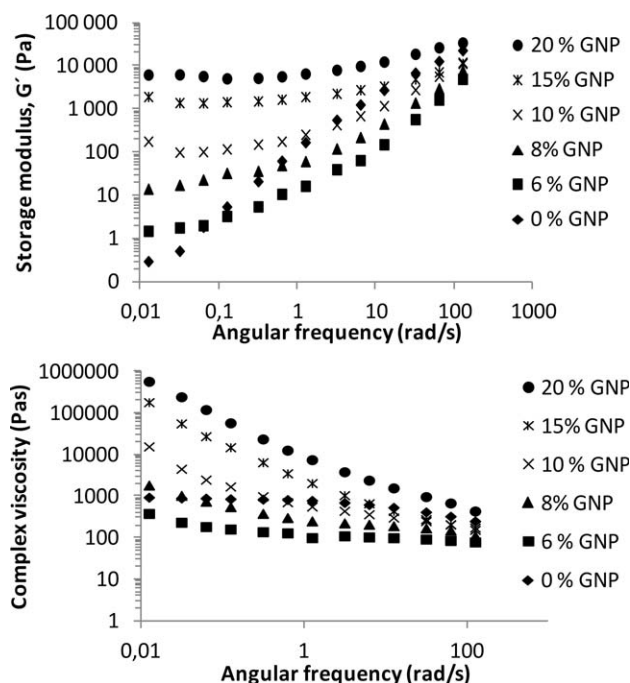 Storage modulus, G´ (Pa)
100 000
10 000
1 000
100
10
1
0
0,01
0,1
1
10
100
1000
Angular frequency (rad/s)
20 % GNP
15% GNP
10 % GNP
8% GNP
6 % GNP
0 % GNP
Complex viscosity (Pas)
1000000
100000
10000
1000
100
10
1
0,01
1
100
Angular frequency (rad/s)
20 % GNP
15% GNP
10 % GNP
8% GNP
6 % GNP
0 % GNP